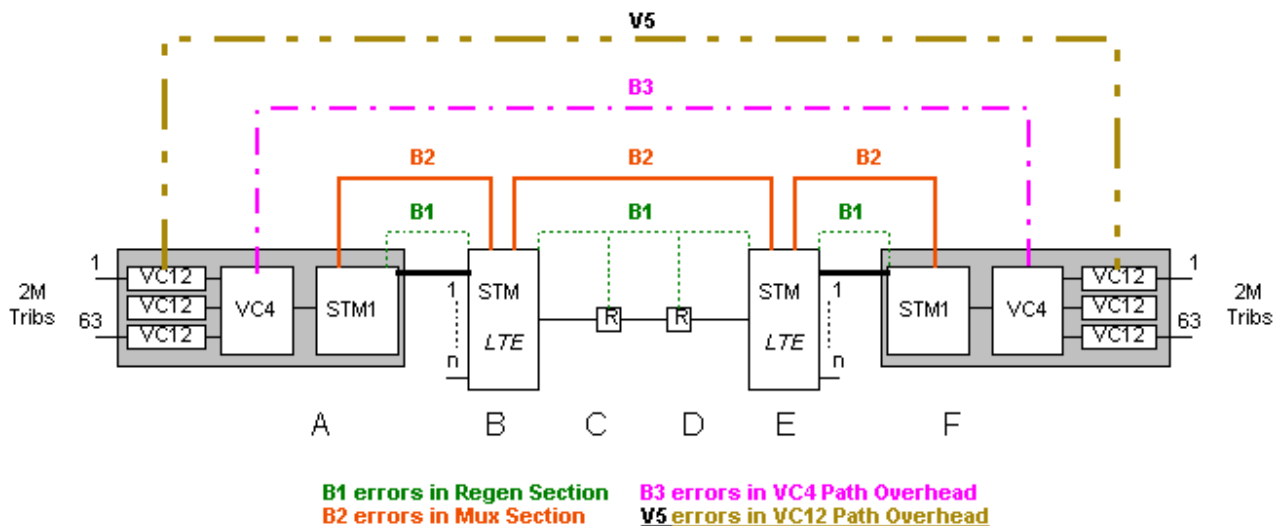 V5
B3
B2 B2 B2
B1 B1 B1
1 VC12 VC12 1
2M Tribs VC12 VC4 STM1 1 STM LTE R R STM LTE 1 STM1 VC4 VC12 2M Tribs
63 VC12 VC12 63
n n
A B C D E F
B1 errors in Regen Section B3 errors in VC4 Path Overhead
B2 errors in Mux Section V5 errors in VC12 Path Overhead